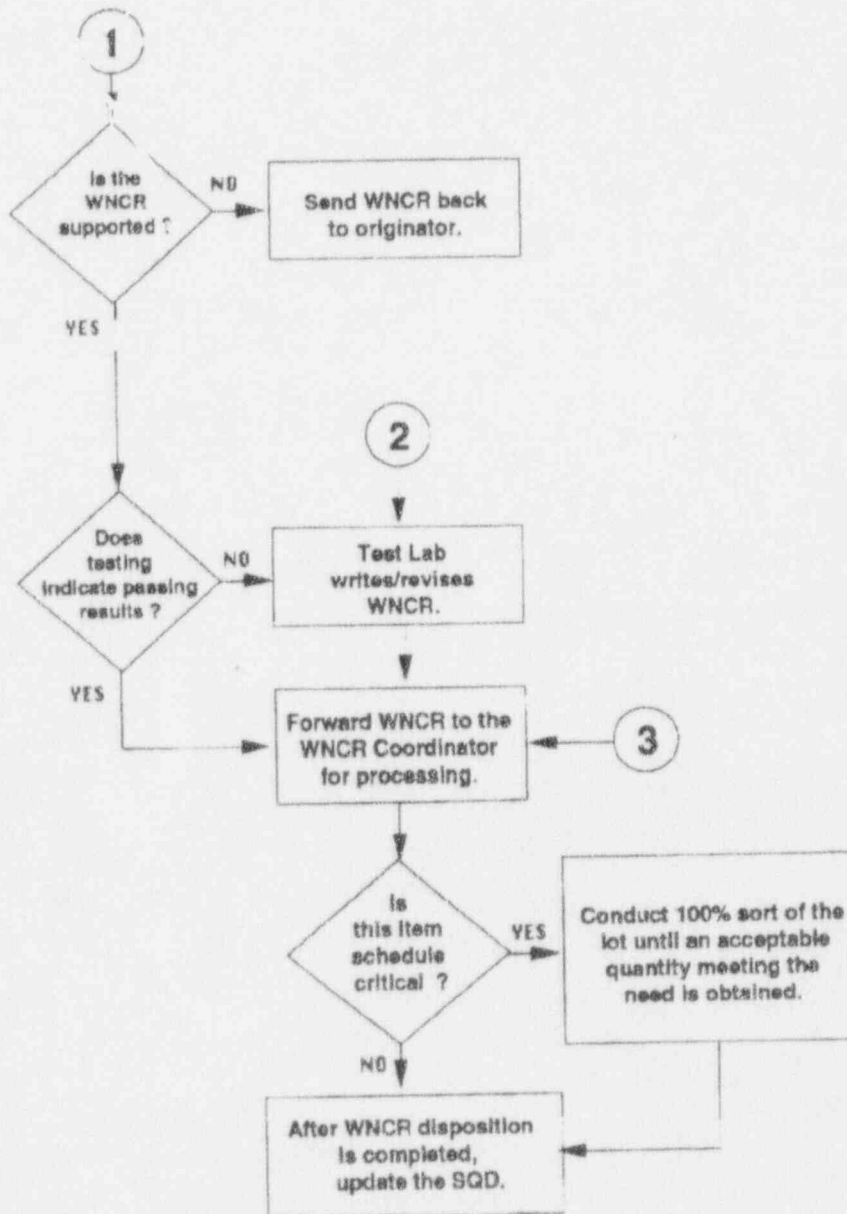 1
Is the
WNCR
supported ?
NO
Send WNCR back
to originator.
YES
2
Does
testing
indicate passing
results ?
NO
Test Lab
writes/revises
WNCR.
YES
Forward WNCR to the
WNCR Coordinator
for processing.
3
Is
this item
schedule
critical ?
YES
Conduct 100% sort of the
lot until an acceptable
quantity meeting the
need is obtained.
NO
After WNCR disposition
is completed,
update the SQD.